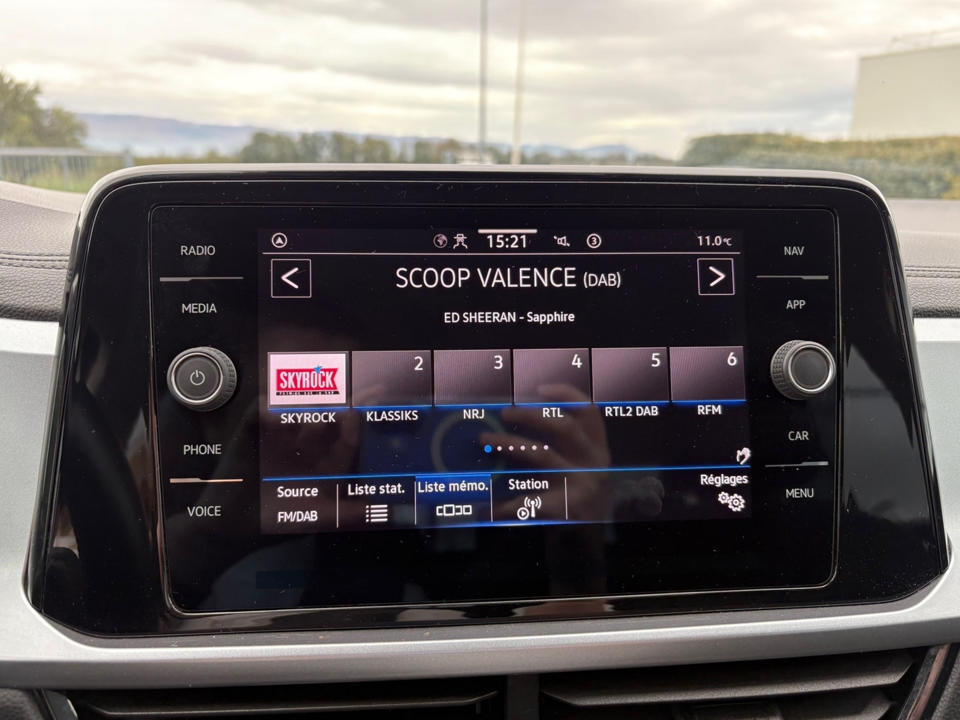 RADIO
MEDIA
PHONE
VOICE
15:21
3
11.0°C
< SCOOP VALENCE (DAB) >
ED SHEERAN - Sapphire
SKYROCK
2
3
4
5
6
SKYROCK
KLASSIKS
NRJ
RTL
RTL2 DAB
RFM
Source
FM/DAB
Liste stat.
Liste mémo.
Station
Réglages
NAV
APP
CAR
MENU